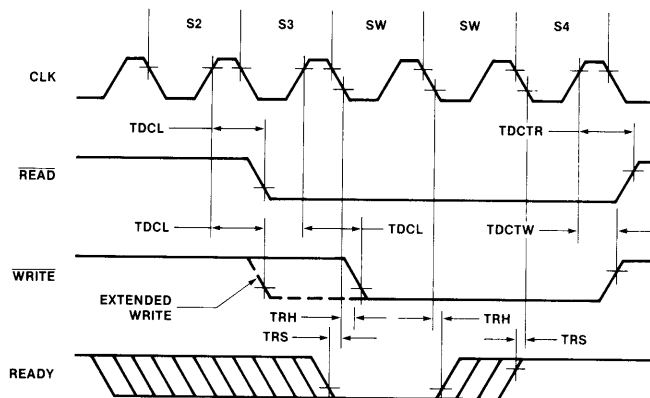 S2 S3 SW SW S4
CLK
TDCL TDCTR
READ
TDCL TDCL TDCTW
WRITE
EXTENDED
WRITE
TRH TRH
TRS TRS
READY